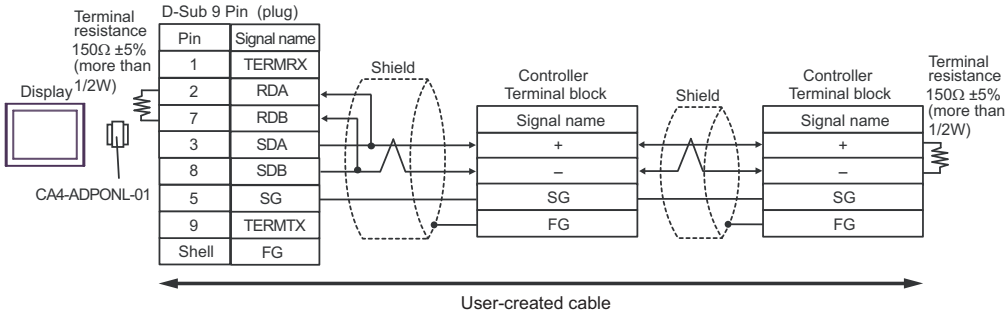 Terminal
resistance
150Ω ±5%
(more than
1/2W)
Display
CA4-ADPONL-01
D-Sub 9 Pin (plug)
Pin Signal name
1 TERMRX
2 RDA
7 RDB
3 SDA
8 SDB
5 SG
9 TERMTX
Shell FG
Shield
Controller
Terminal block
Signal name
+
–
SG
FG
Shield
Controller
Terminal block
Signal name
+
–
SG
FG
Terminal
resistance
150Ω ±5%
(more than
1/2W)
User-created cable